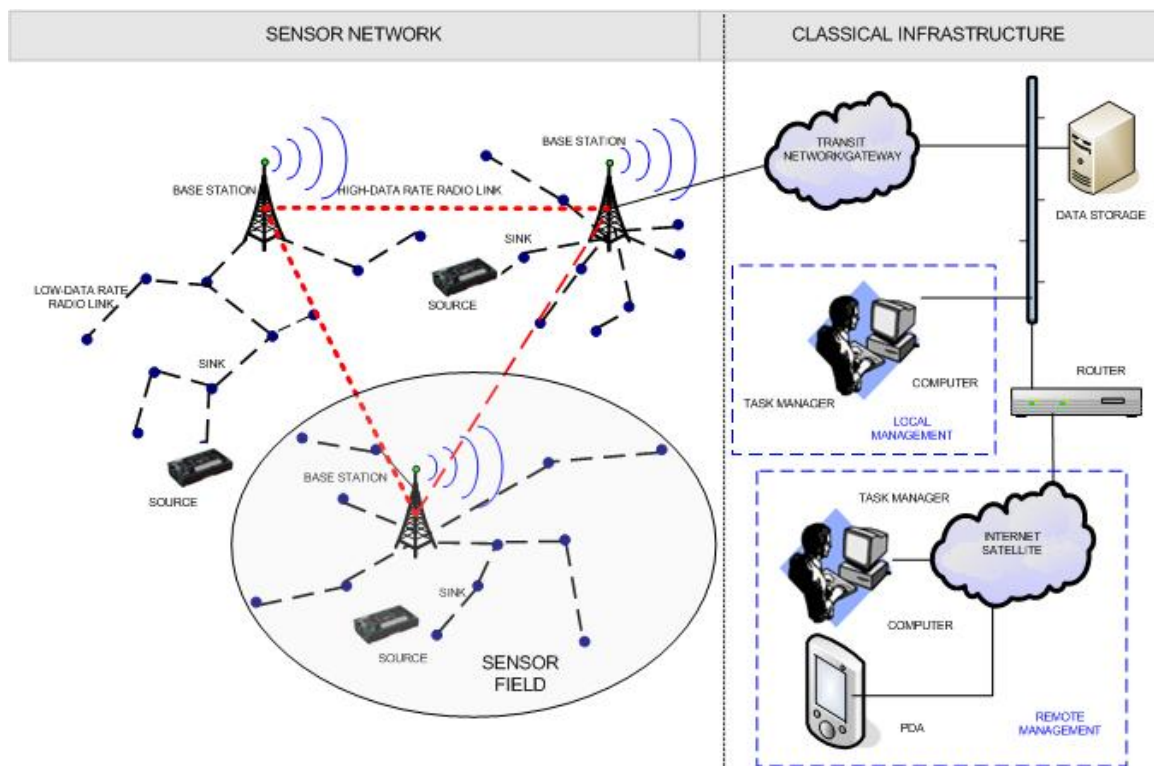 SENSOR NETWORK
CLASSICAL INFRASTRUCTURE
BASE STATION
TRANSIT
NETWORK/GATEWAY
BASE STATION
HIGH-DATA RATE RADIO LINK
DATA STORAGE
SINK
LOW-DATA RATE
RADIO LINK
SOURCE
SINK
COMPUTER
ROUTER
TASK MANAGER
LOCAL
MANAGEMENT
SOURCE
BASE STATION
TASK MANAGER
INTERNET
SATELLITE
SINK
COMPUTER
SOURCE
SENSOR
FIELD
PDA
REMOTE
MANAGEMENT